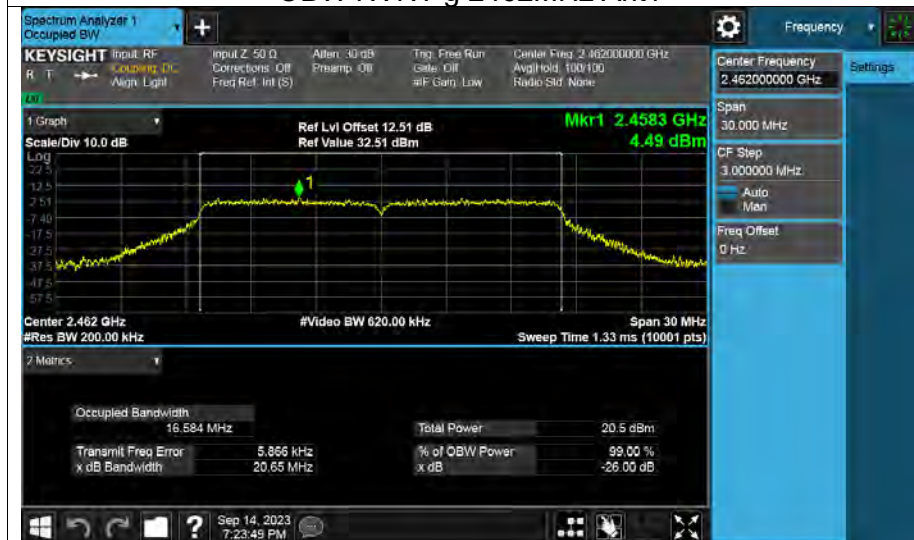 Spectrum Analyzer 1
Occupied BW
+
Frequency
KEYSIGHT
R T
Input: RF
Coupling: DC
Align: Light
Input Z: 50 Ω
Corrections: Off
Freq Ref: Int (S)
Atten: 30 dB
Preamp: Off
Trig: Free Run
Gate: Off
#IF Gain: Low
Center Freq: 2.462000000 GHz
Avg|Hold: 100/100
Radio Std: None
Center Frequency
2.462000000 GHz
Settings
Span
30.000 MHz
CF Step
3.000000 MHz
Auto
Man
Freq Offset
0 Hz
1 Graph
Scale/Div 10.0 dB
Ref Lvl Offset 12.51 dB
Ref Value 32.51 dBm
Mkr1 2.4583 GHz
4.49 dBm
Log
22.5
12.5
2.51
-7.49
-17.5
-27.5
-37.5
-47.5
-57.5
1
Center 2.462 GHz
#Res BW 200.00 kHz
#Video BW 620.00 kHz
Span 30 MHz
Sweep Time 1.33 ms (10001 pts)
2 Metrics
Occupied Bandwidth
16.584 MHz
Total Power 20.5 dBm
Transmit Freq Error 5.866 kHz
% of OBW Power 99.00 %
x dB Bandwidth 20.65 MHz
x dB -26.00 dB
?
Sep 14, 2023
7:23:49 PM